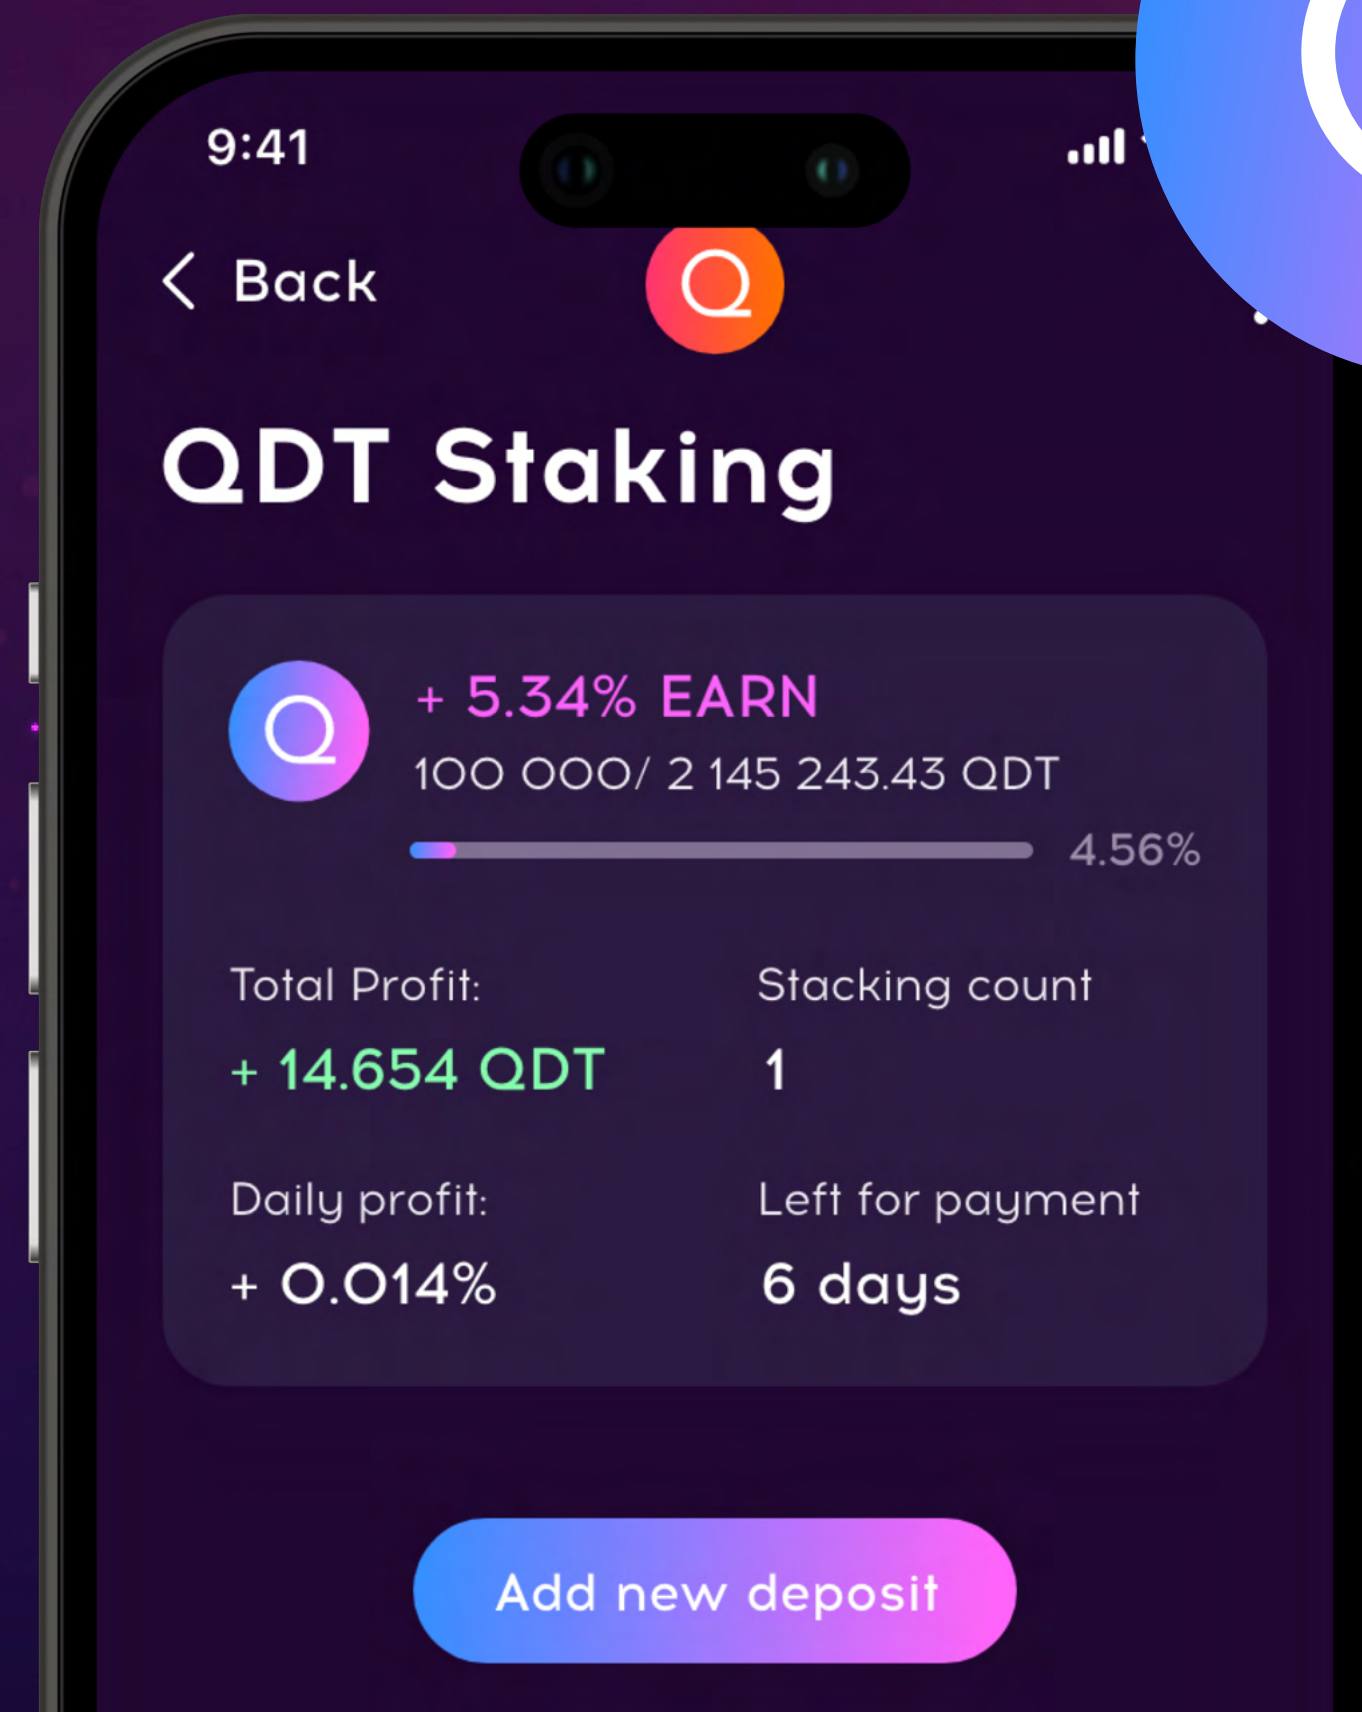 9:41
Back
QDT Staking
+ 5.34% EARN
100 000/ 2 145 243.43 QDT
4.56%
Total Profit:
Stacking count
+ 14.654 QDT
1
Daily profit:
Left for payment
+ 0.014%
6 days
Add new deposit